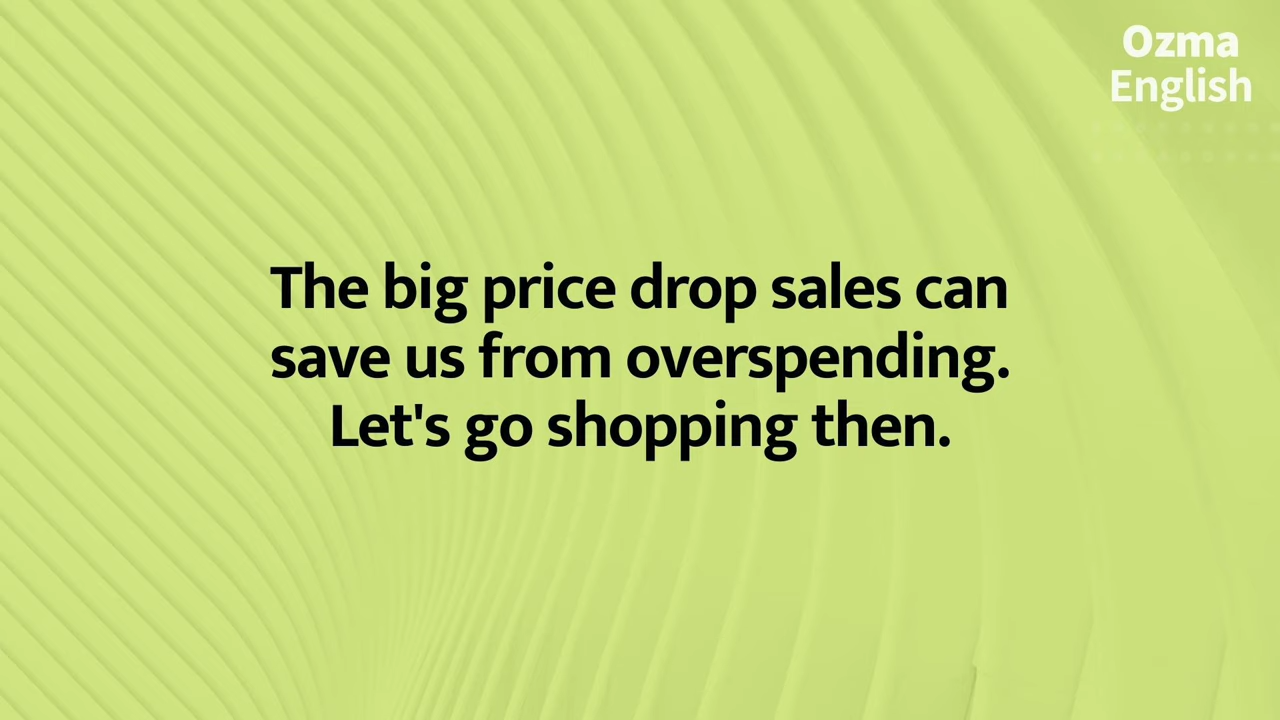 Ozma
English
The big price drop sales can
save us from overspending.
Let's go shopping then.